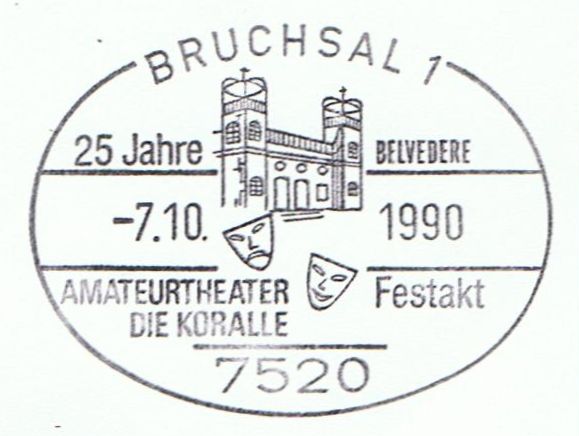 BRUCHSAL 1
25 Jahre BELVEDERE
-7.10. 1990
AMATEURTHEATER Festakt
DIE KORALLE
7520